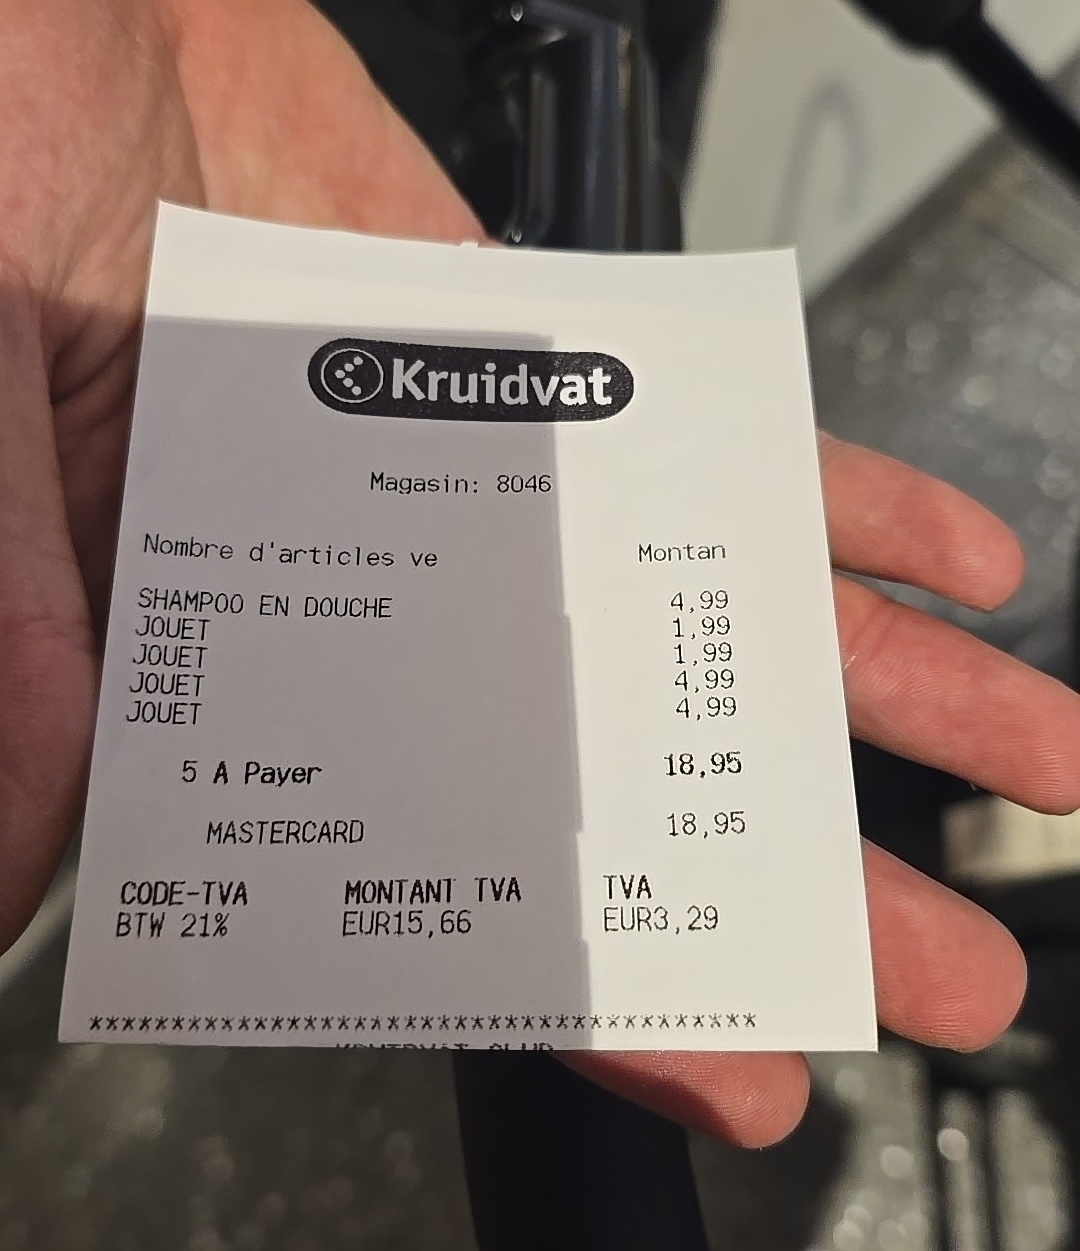 Kruidvat
Magasin: 8046
Nombre d'articles ve Montan
SHAMPOO EN DOUCHE 4,99
JOUET 1,99
JOUET 1,99
JOUET 4,99
JOUET 4,99
5 A Payer 18,95
MASTERCARD 18,95
CODE-TVA MONTANT TVA TVA
BTW 21% EUR15,66 EUR3,29
****************************************